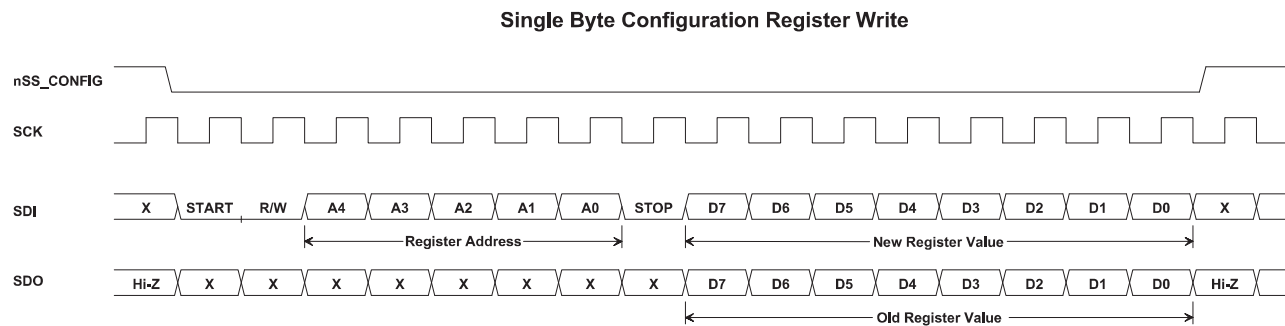 Single Byte Configuration Register Write
nSS_CONFIG
SCK
SDI X START R/W A4 A3 A2 A1 A0 STOP D7 D6 D5 D4 D3 D2 D1 D0 X
Register Address New Register Value
SDO Hi-Z X X X X X X X X D7 D6 D5 D4 D3 D2 D1 D0 Hi-Z
Old Register Value